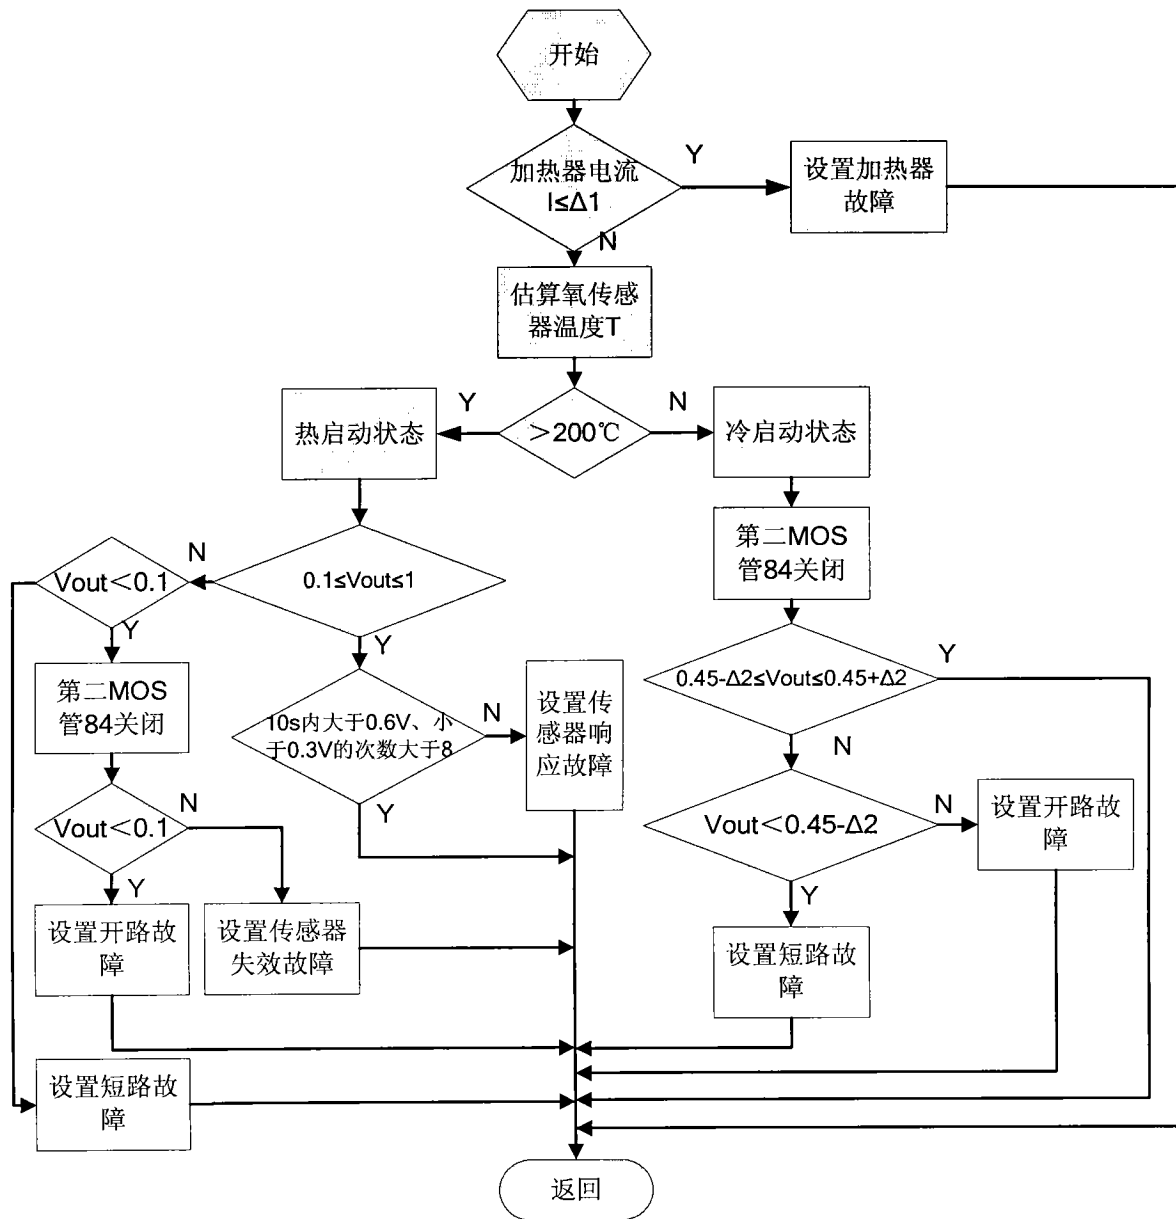 开始
加热器电流
I≤Δ1
Y
设置加热器
故障
N
估算氧传感
器温度T
Y
热启动状态
>200℃
N
冷启动状态
第二MOS
管84关闭
N
Vout<0.1
0.1≤Vout≤1
Y
Y
0.45-Δ2≤Vout≤0.45+Δ2
Y
第二MOS
管84关闭
10s内大于0.6V、小
于0.3V的次数大于8
N
设置传
感器响
应故障
N
Vout<0.1
N
Y
Vout<0.45-Δ2
N
设置开路故
障
Y
Y
设置开路故
障
设置传感器
失效故障
设置短路故
障
设置短路故
障
返回